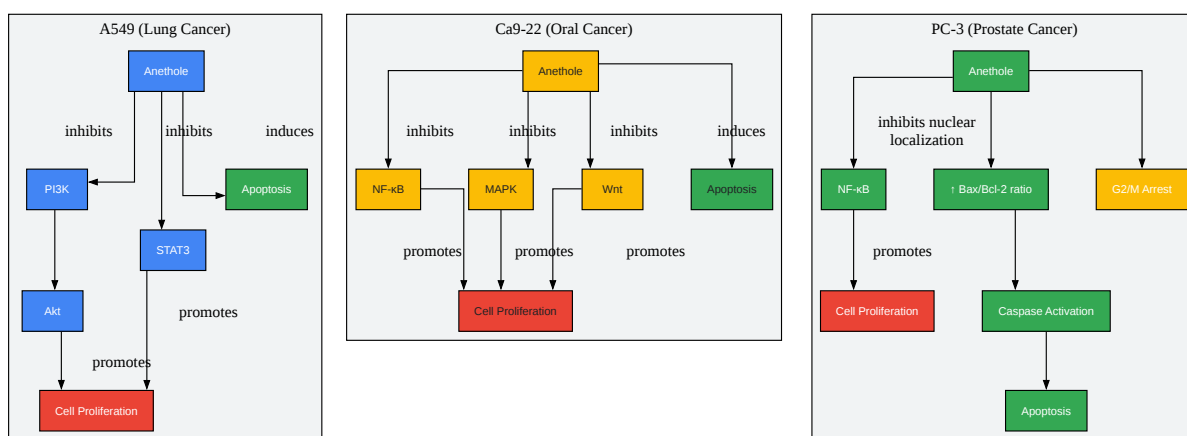 A549 (Lung Cancer)
Anethole
inhibits
inhibits
induces
PI3K
Apoptosis
STAT3
Akt
promotes
promotes
Cell Proliferation
Ca9-22 (Oral Cancer)
Anethole
inhibits
inhibits
inhibits
induces
NF-κB
MAPK
Wnt
Apoptosis
promotes
promotes
promotes
Cell Proliferation
PC-3 (Prostate Cancer)
Anethole
inhibits nuclear
localization
NF-κB
↑ Bax/Bcl-2 ratio
G2/M Arrest
promotes
Cell Proliferation
Caspase Activation
Apoptosis